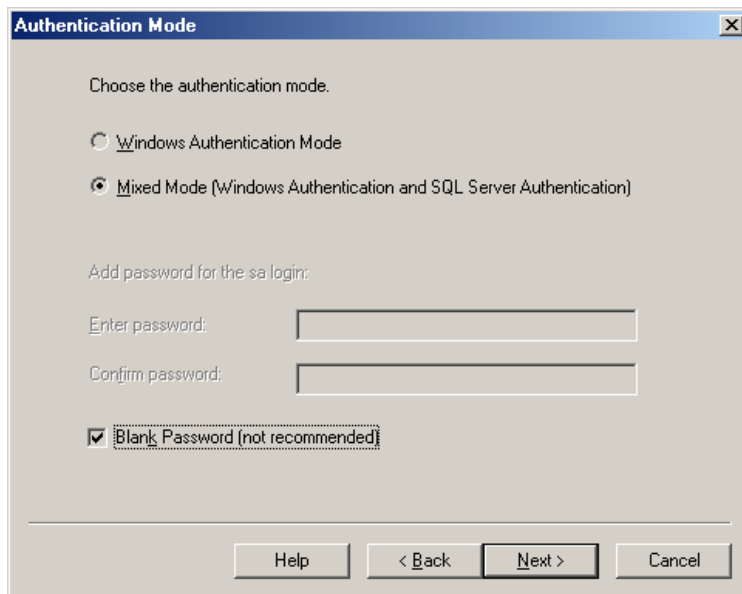 Authentication Mode
Choose the authentication mode.
Windows Authentication Mode
Mixed Mode (Windows Authentication and SQL Server Authentication)
Add password for the sa login:
Enter password:
Confirm password:
Blank Password (not recommended)
Help < Back Next > Cancel